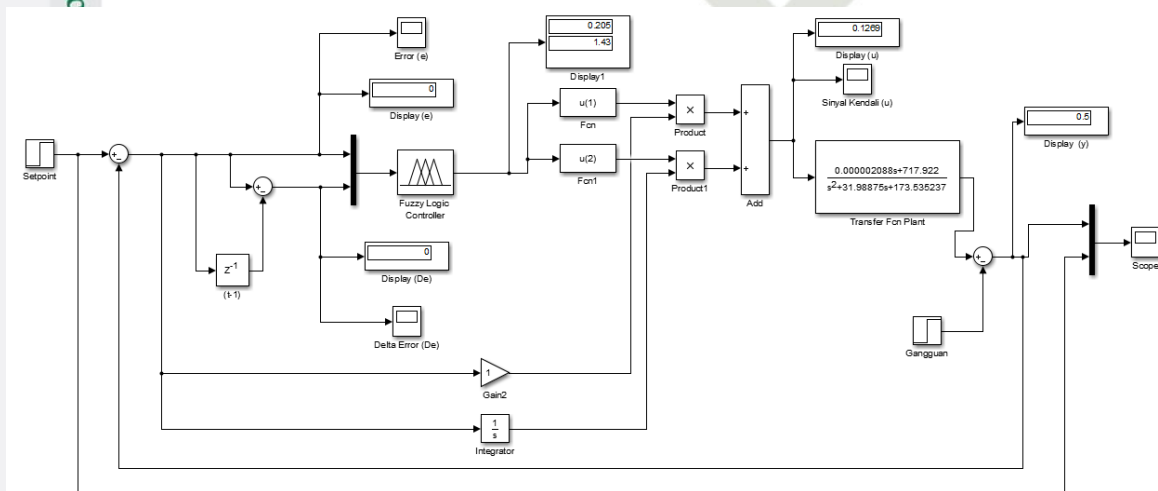 0.205
1.43
Display1
Error (e)
0
Display (e)
0.1269
Display (u)
Sinyal Kendali (u)
0.5
Display (y)
Setpoint
+
−
+
−
Fuzzy Logic
Controller
u(1)
Fcn
u(2)
Fcn1
×
Product
×
Product1
+
+
Add
0.000002088s+717.922
s2+31.98875s+173.535237
Transfer Fcn Plant
+
−
Scope
z-1
(t-1)
0
Display (De)
Delta Error (De)
Gangguan
1
Gain2
1
s
Integrator